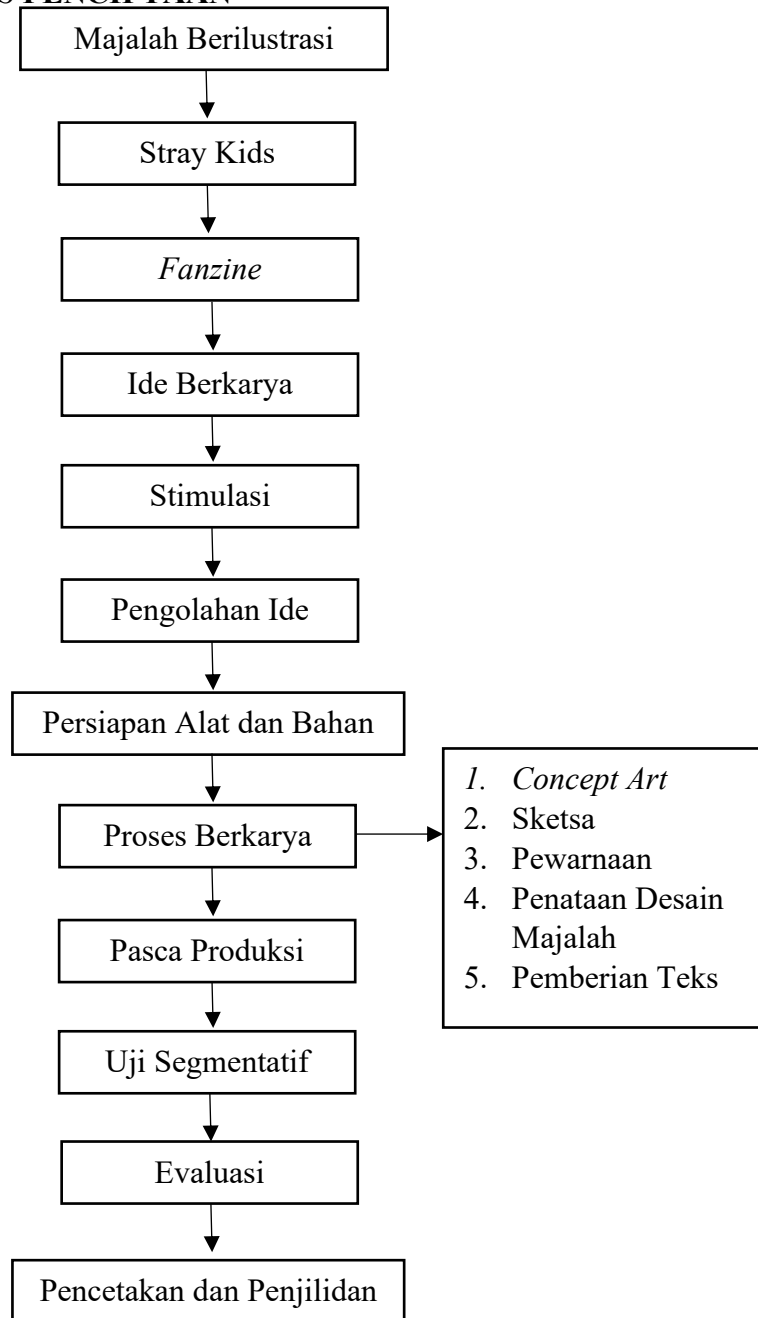 Majalah Berilustrasi
Stray Kids
Fanzine
Ide Berkarya
Stimulasi
Pengolahan Ide
Persiapan Alat dan Bahan
Proses Berkarya
1. Concept Art
2. Sketsa
3. Pewarnaan
4. Penataan Desain
Majalah
5. Pemberian Teks
Pasca Produksi
Uji Segmentatif
Evaluasi
Pencetakan dan Penjilidan